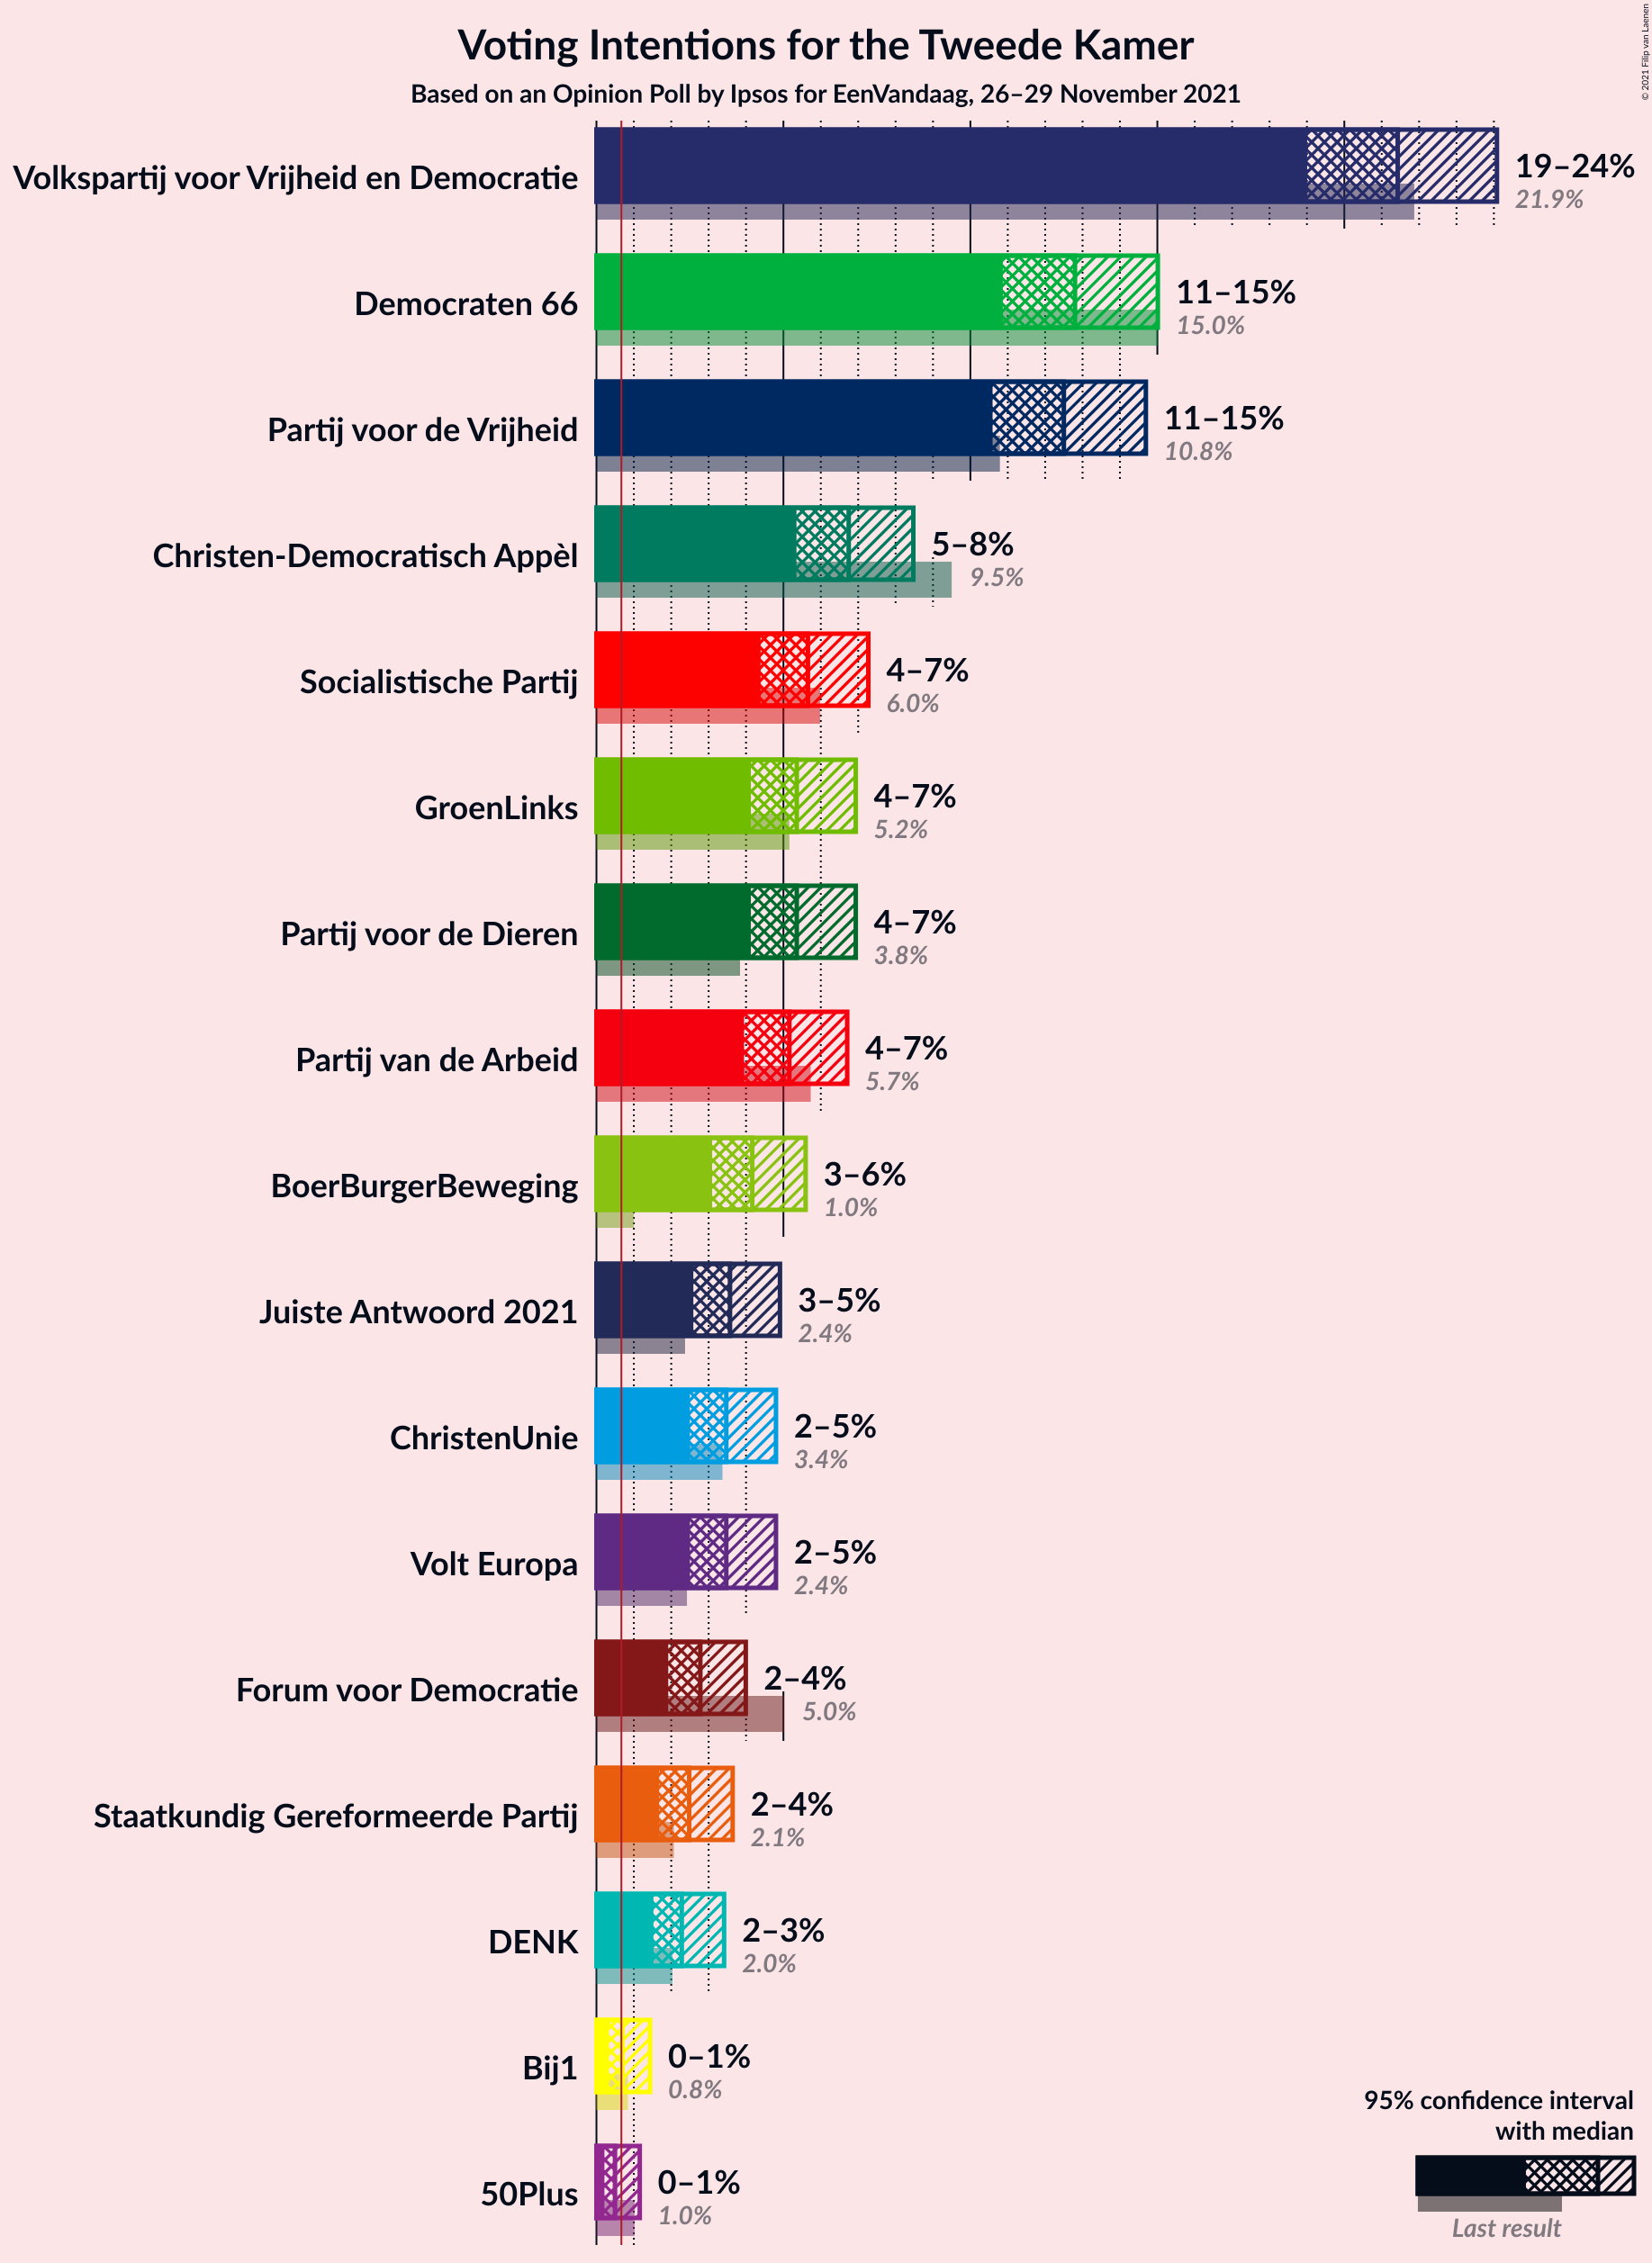 © 2021 Filip van Laenen
Voting Intentions for the Tweede Kamer
Based on an Opinion Poll by Ipsos for EenVandaag, 26–29 November 2021
Volkspartij voor Vrijheid en Democratie
19–24%
21.9%
Democraten 66
11–15%
15.0%
Partij voor de Vrijheid
11–15%
10.8%
Christen-Democratisch Appèl
5–8%
9.5%
Socialistische Partij
4–7%
6.0%
GroenLinks
4–7%
5.2%
Partij voor de Dieren
4–7%
3.8%
Partij van de Arbeid
4–7%
5.7%
BoerBurgerBeweging
3–6%
1.0%
Juiste Antwoord 2021
3–5%
2.4%
ChristenUnie
2–5%
3.4%
Volt Europa
2–5%
2.4%
Forum voor Democratie
2–4%
5.0%
Staatkundig Gereformeerde Partij
2–4%
2.1%
DENK
2–3%
2.0%
Bij1
0–1%
0.8%
50Plus
0–1%
1.0%
95% confidence interval
with median
Last result